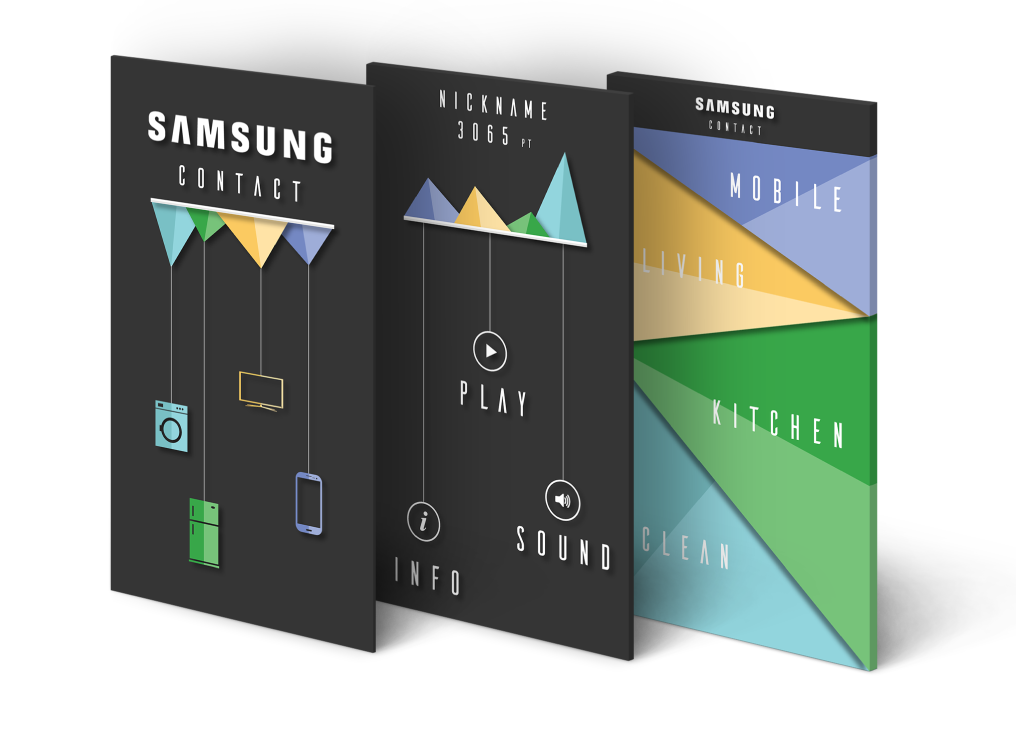 SAMSUNG
CONTACT
NICKNAME
3065 PT
PLAY
SOUND
INFO
SAMSUNG
CONTACT
MOBILE
LIVING
KITCHEN
CLEAN